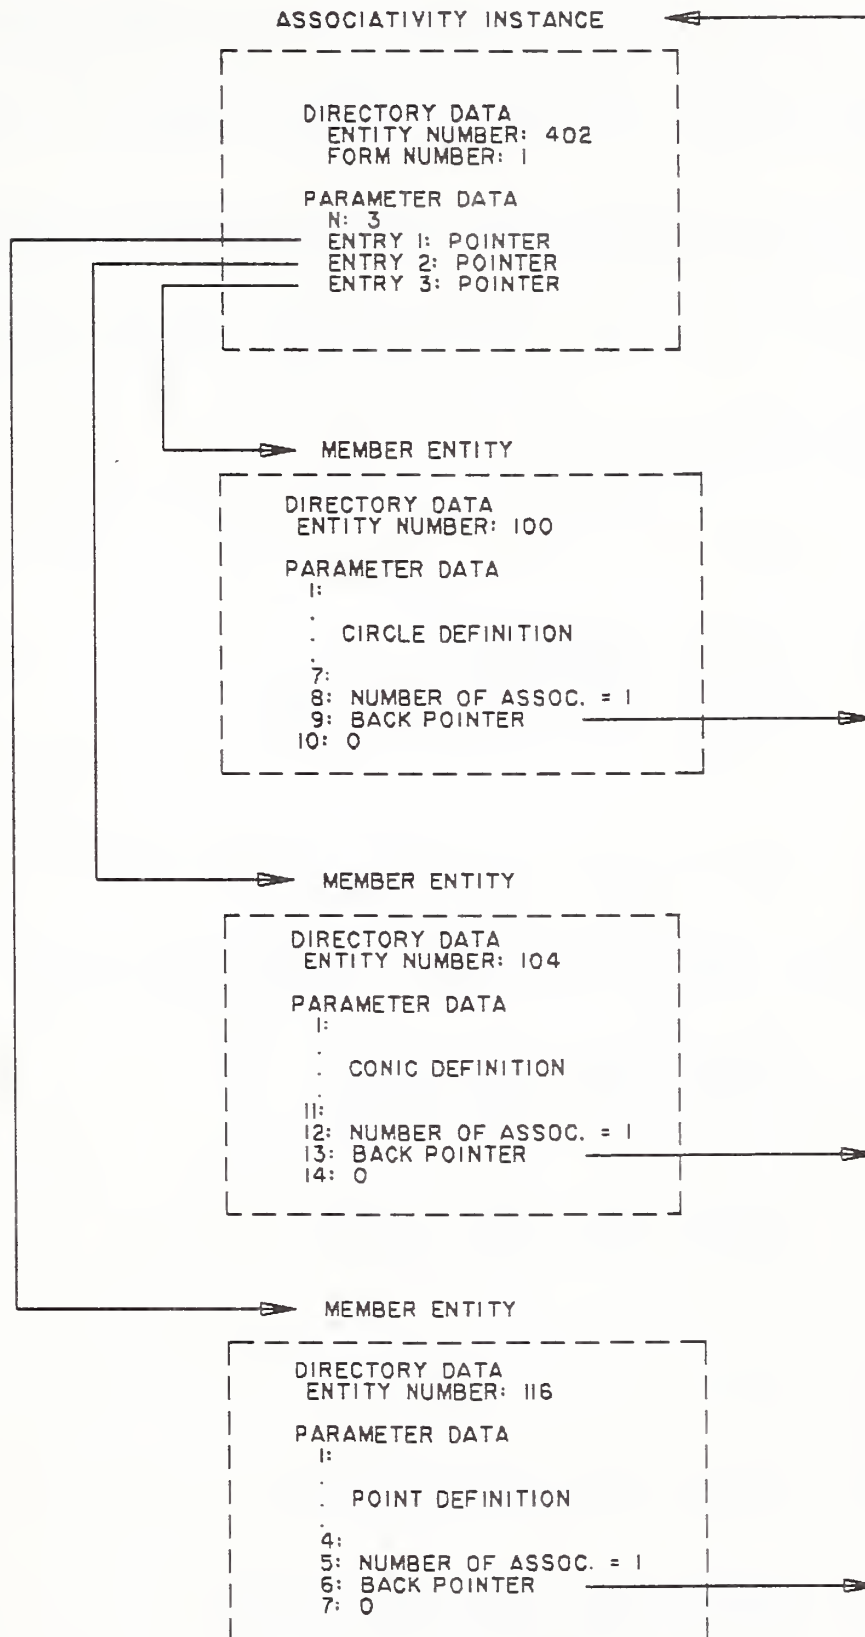 ASSOCIATIVITY INSTANCE
DIRECTORY DATA
ENTITY NUMBER: 402
FORM NUMBER: 1
PARAMETER DATA
N: 3
ENTRY 1: POINTER
ENTRY 2: POINTER
ENTRY 3: POINTER
MEMBER ENTITY
DIRECTORY DATA
ENTITY NUMBER: 100
PARAMETER DATA
1:
.
. CIRCLE DEFINITION
.
7:
8: NUMBER OF ASSOC. = 1
9: BACK POINTER
10: 0
MEMBER ENTITY
DIRECTORY DATA
ENTITY NUMBER: 104
PARAMETER DATA
1:
.
. CONIC DEFINITION
.
11:
12: NUMBER OF ASSOC. = 1
13: BACK POINTER
14: 0
MEMBER ENTITY
DIRECTORY DATA
ENTITY NUMBER: 116
PARAMETER DATA
1:
.
. POINT DEFINITION
.
4:
5: NUMBER OF ASSOC. = 1
6: BACK POINTER
7: 0